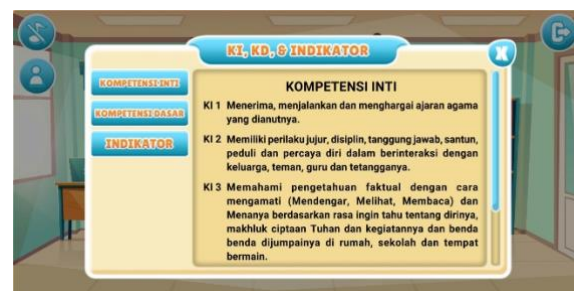 KI, KD, & INDIKATOR
X
KOMPETENSI INTI
KOMPETENSI DASAR
INDIKATOR
KOMPETENSI INTI
KI 1 Menerima, menjalankan dan menghargai ajaran agama
yang dianutnya.
KI 2 Memiliki perilaku jujur, disiplin, tanggung jawab, santun,
peduli dan percaya diri dalam berinteraksi dengan
keluarga, teman, guru dan tetangganya.
KI 3 Memahami pengetahuan faktual dengan cara
mengamati (Mendengar, Melihat, Membaca) dan
Menanya berdasarkan rasa ingin tahu tentang dirinya,
makhluk ciptaan Tuhan dan kegiatannya dan benda
benda dijumpainya di rumah, sekolah dan tempat
bermain.